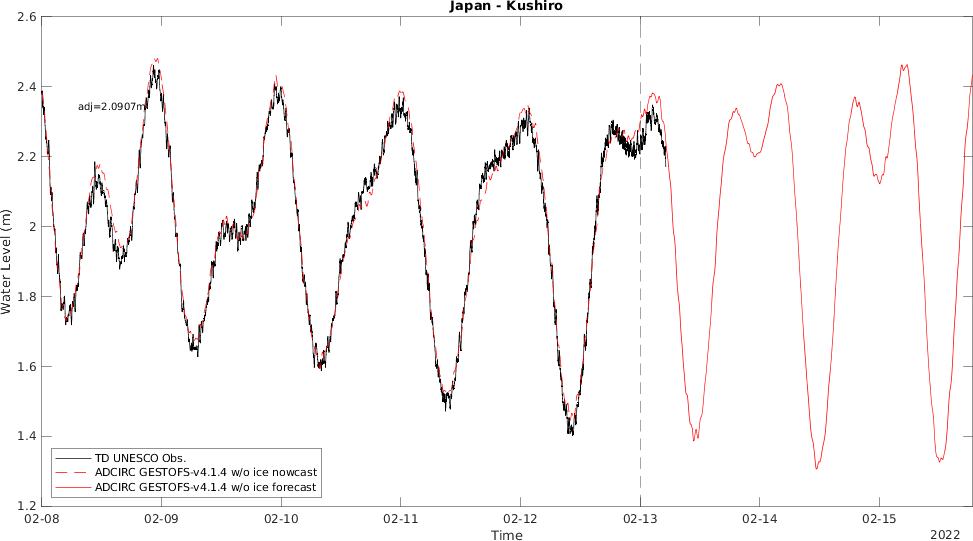 Japan - Kushiro
2.6
2.4
adj=2.0907m
2.2
2
Water Level (m)
1.8
1.6
1.4
TD UNESCO Obs.
ADCIRC GESTOFS-v4.1.4 w/o ice nowcast
ADCIRC GESTOFS-v4.1.4 w/o ice forecast
1.2
02-08 02-09 02-10 02-11 02-12 02-13 02-14 02-15
Time
2022